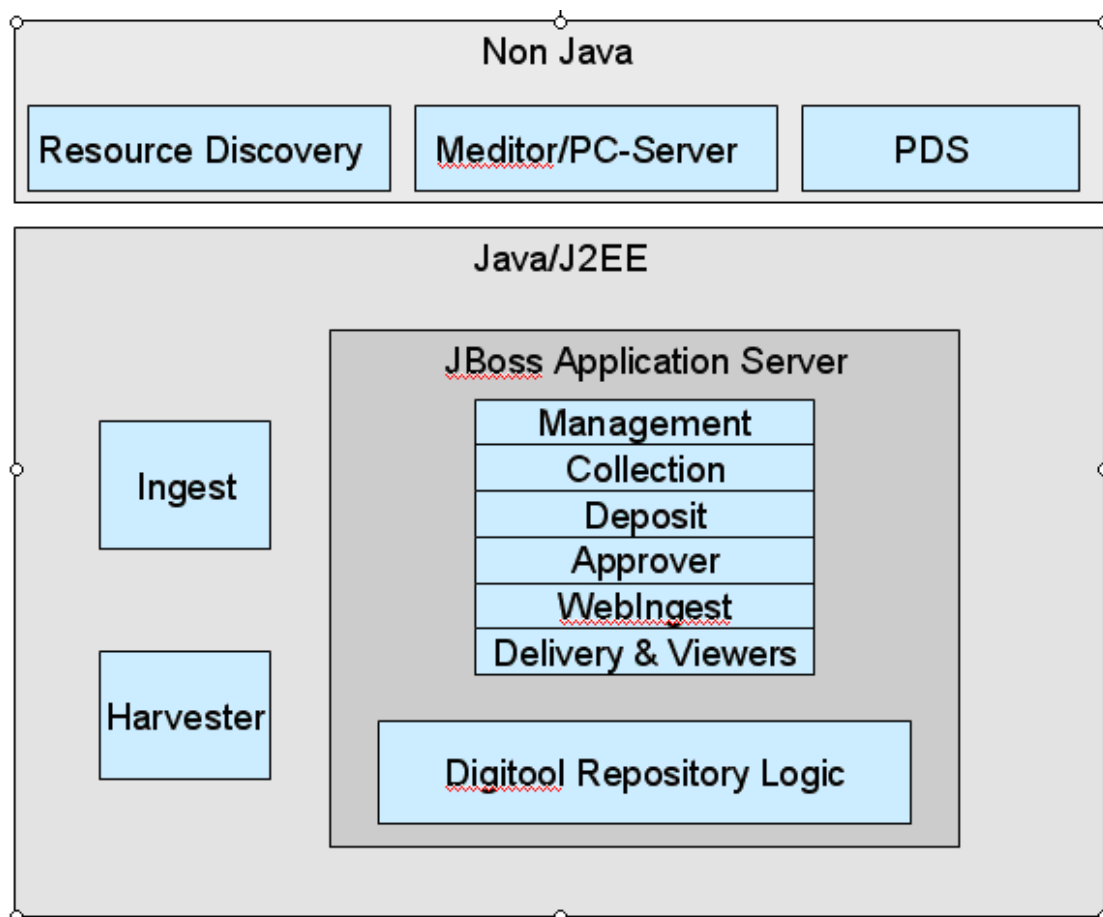 Non Java
Resource Discovery
Meditor/PC-Server
PDS
Java/J2EE
JBoss Application Server
Management
Collection
Deposit
Approver
WebIngest
Delivery & Viewers
Ingest
Harvester
Digitool Repository Logic